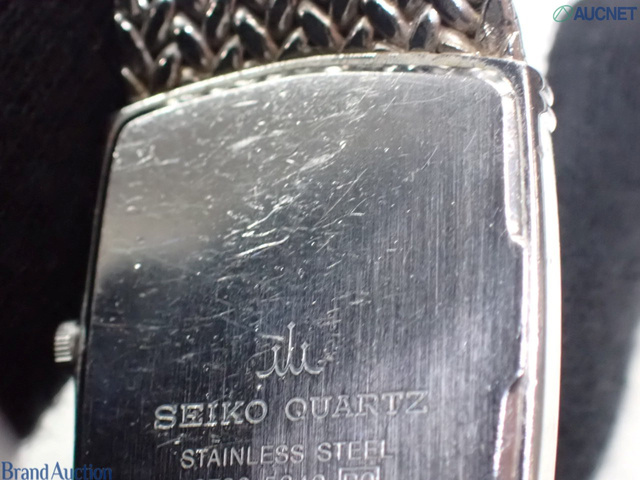 AUCNET
SEIKO QUARTZ
STAINLESS STEEL
Brand Auction